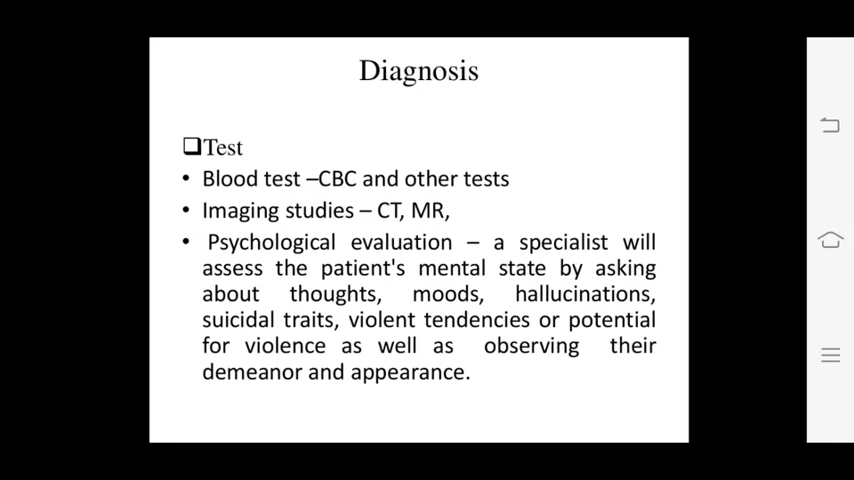 Diagnosis
❑Test
• Blood test –CBC and other tests
• Imaging studies – CT, MR,
• Psychological evaluation – a specialist will
assess the patient's mental state by asking
about thoughts, moods, hallucinations,
suicidal traits, violent tendencies or potential
for violence as well as observing their
demeanor and appearance.